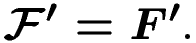 𝓕′ = 𝑭′.